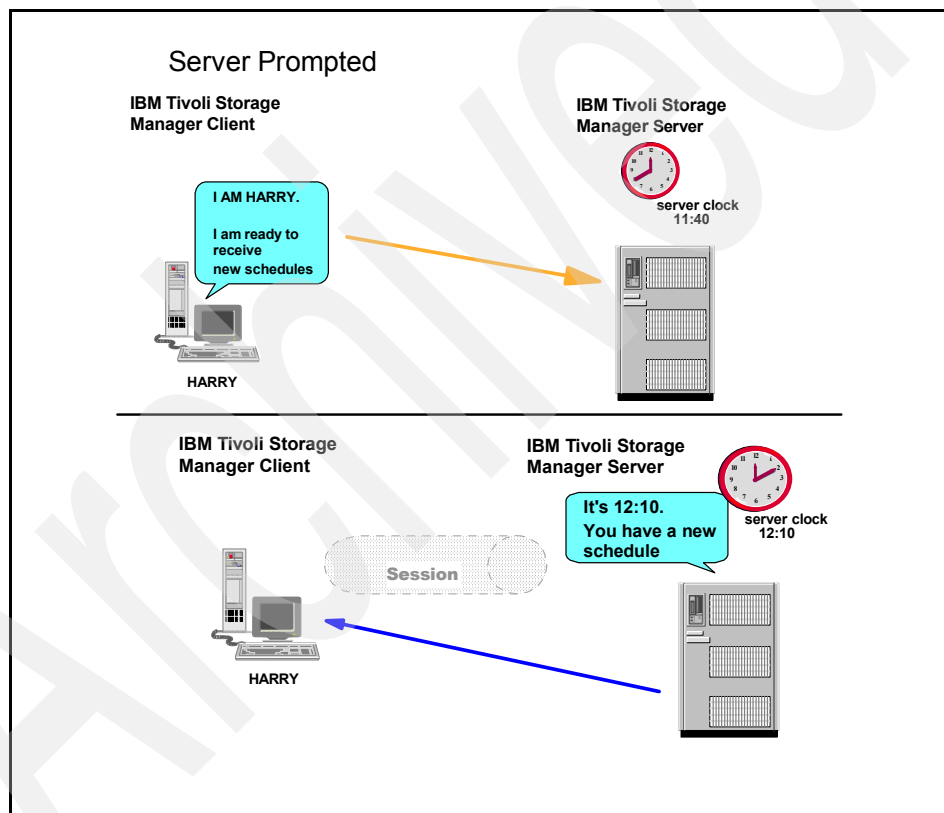 Server Prompted
IBM Tivoli Storage
Manager Client
IBM Tivoli Storage
Manager Server
I AM HARRY.
I am ready to
receive
new schedules
server clock
11:40
HARRY
IBM Tivoli Storage
Manager Client
IBM Tivoli Storage
Manager Server
It's 12:10.
You have a new
schedule
server clock
12:10
Session
HARRY
Archived